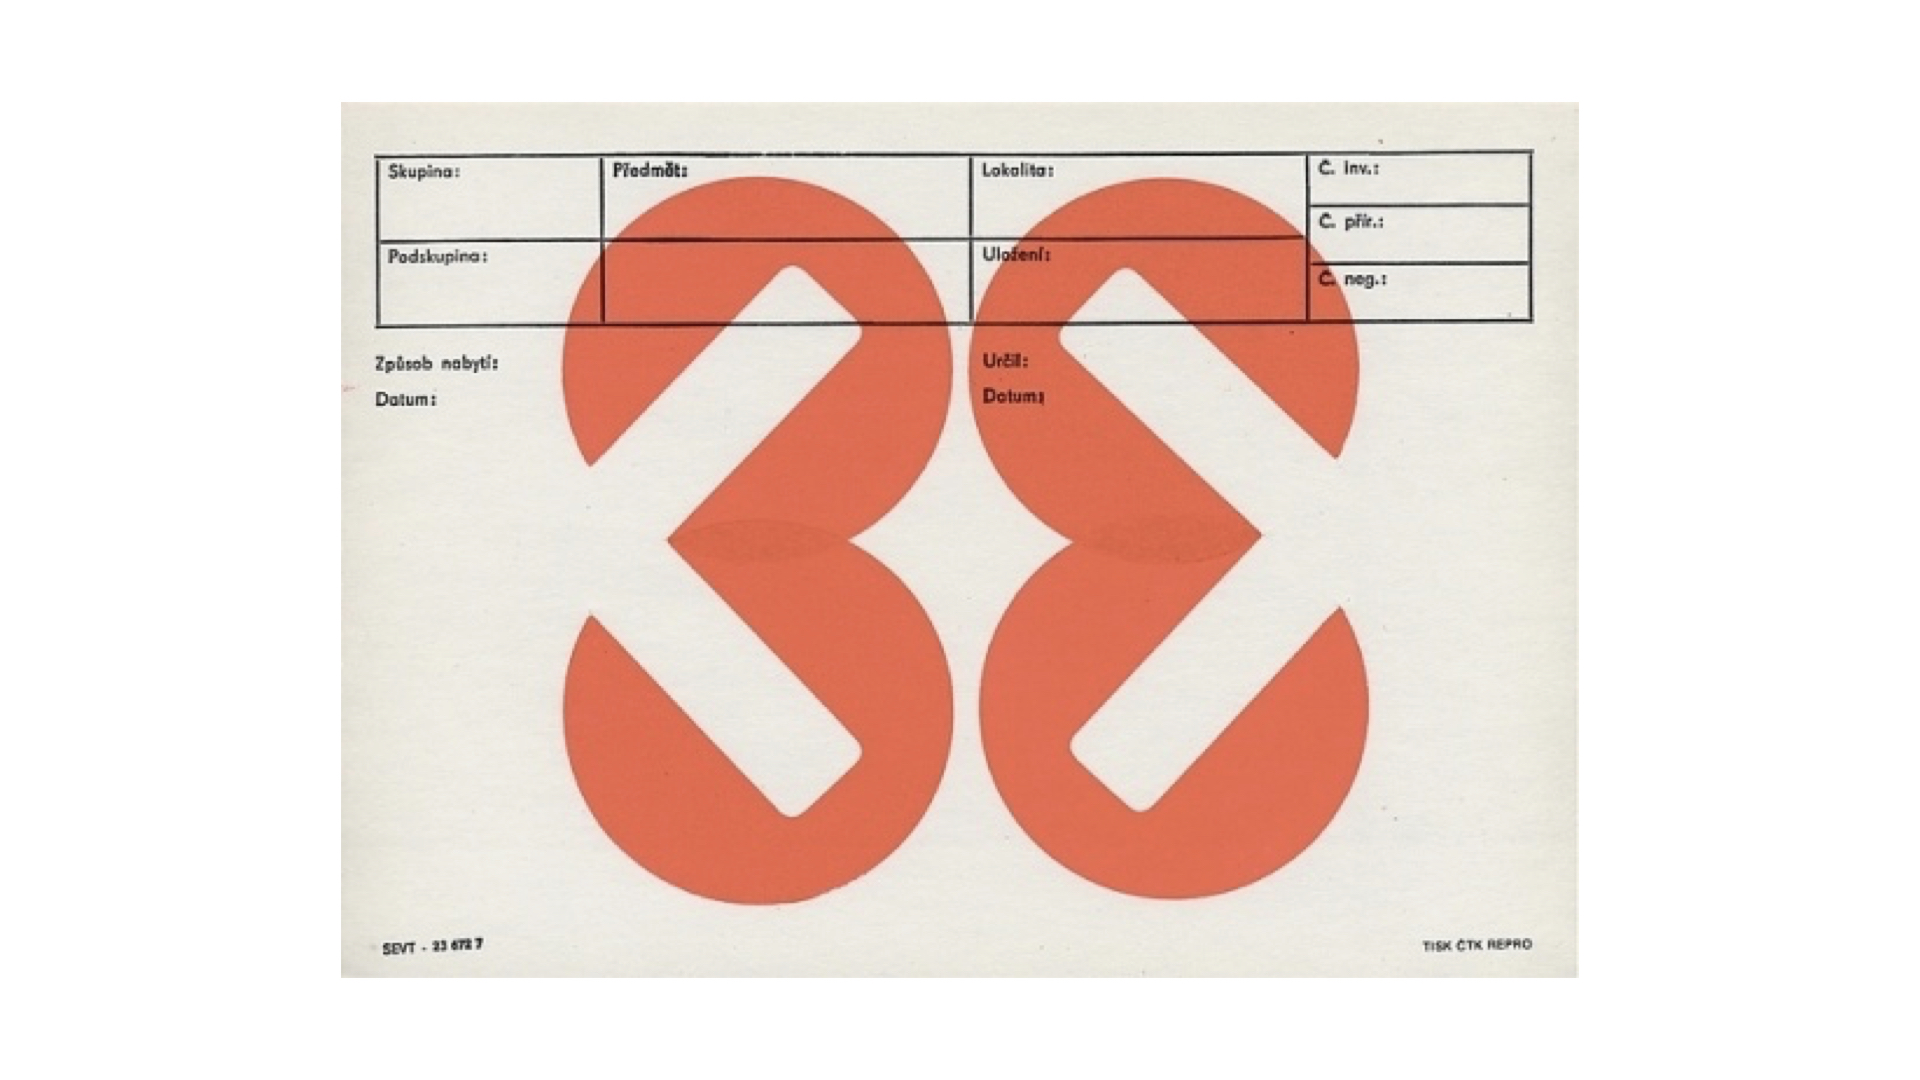 Skupina: Předmět: Lokalita: Č. inv.:
Č. přír.:
Podskupina: Uložení:
Č. neg.:
Způsob nabytí: Určil:
Datum: Datum:
SEVT - 23 672 7 TISK ČTK REPRO